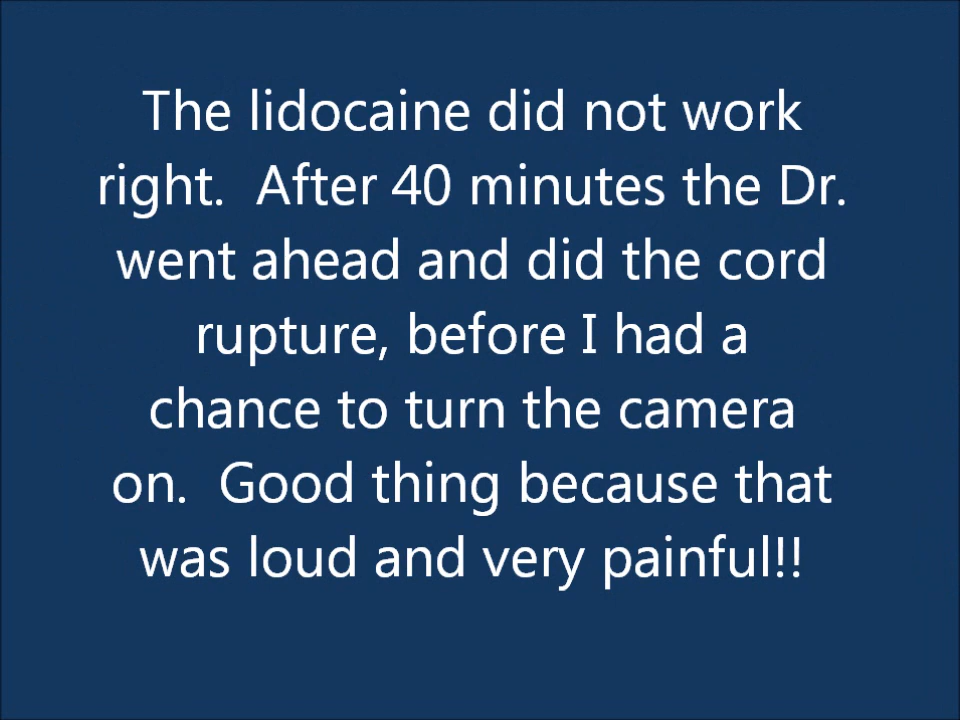 The lidocaine did not work
right.  After 40 minutes the Dr.
went ahead and did the cord
rupture, before I had a
chance to turn the camera
on.  Good thing because that
was loud and very painful!!